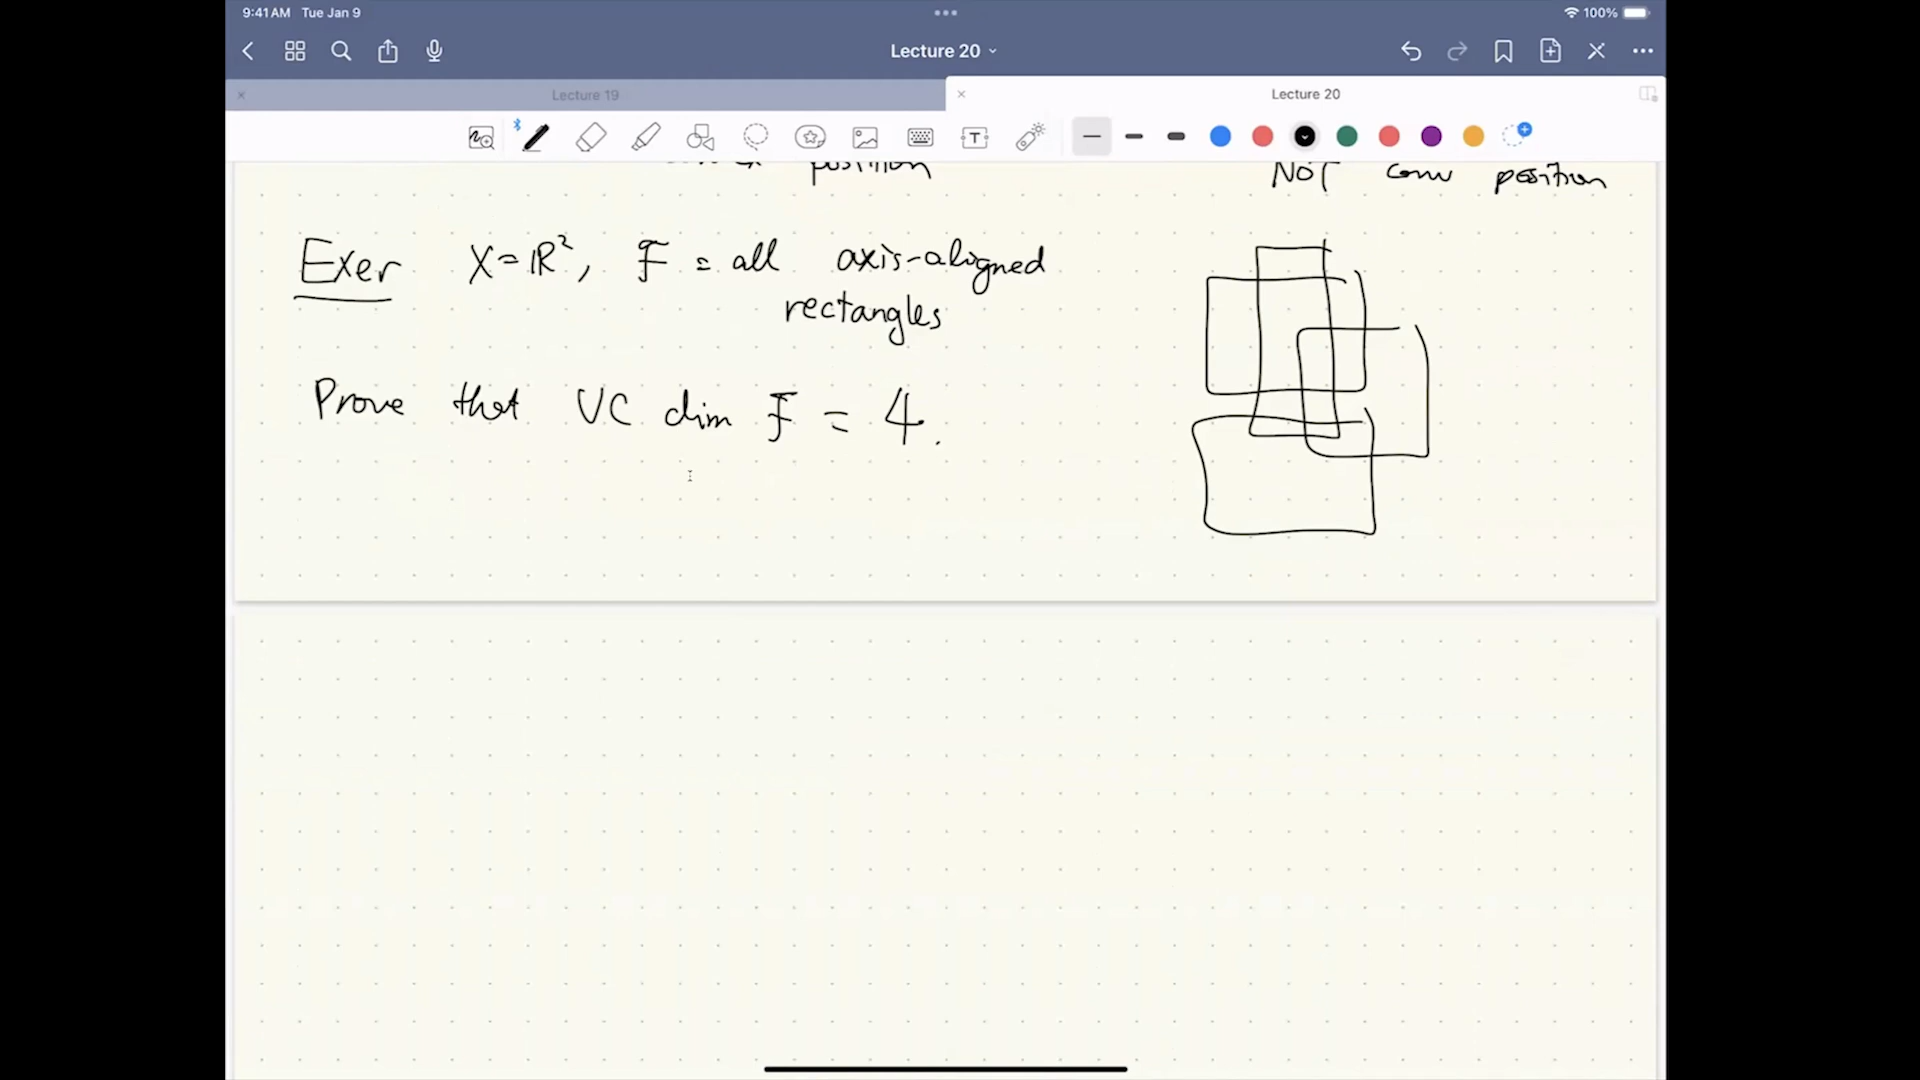 9:41 AM Tue Jan 9
100%
Lecture 20
Lecture 19
Lecture 20
position
NOT conv position
Exer X = ℝ², F = all axis-aligned
rectangles
Prove that VC dim F = 4.